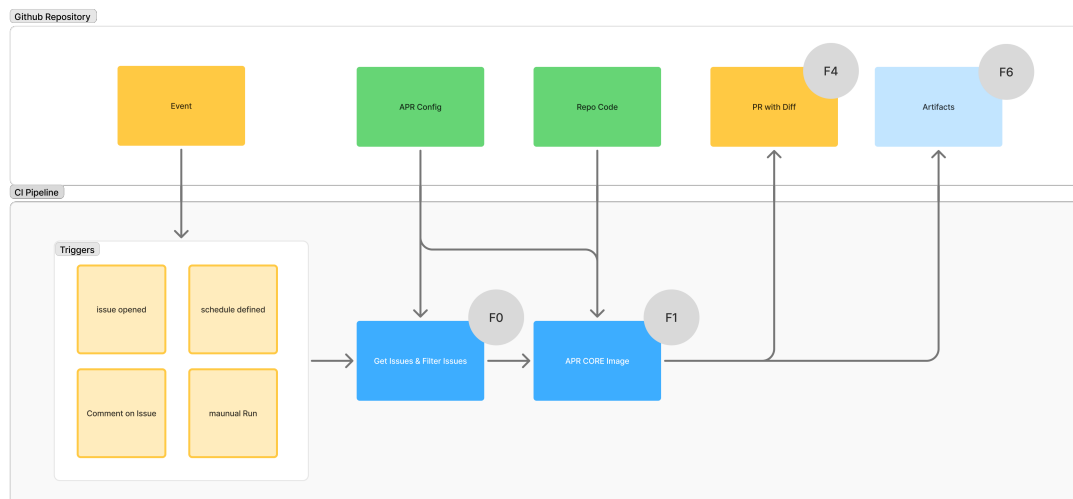 Github Repository
Event
APR Config
Repo Code
PR with Diff
F4
Artifacts
F6
CI Pipeline
Triggers
issue opened
schedule defined
Comment on Issue
maunual Run
Get Issues & Filter Issues
F0
APR CORE Image
F1